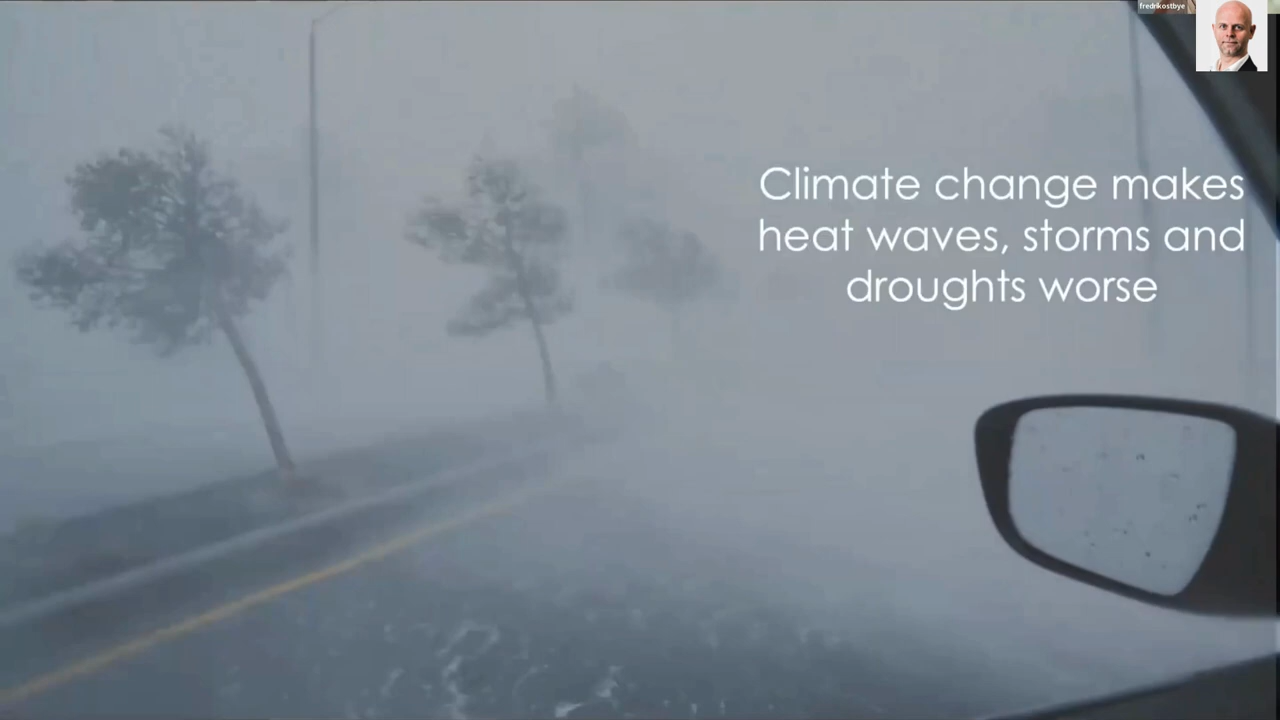 fredrikostbye
Climate change makes
heat waves, storms and
droughts worse